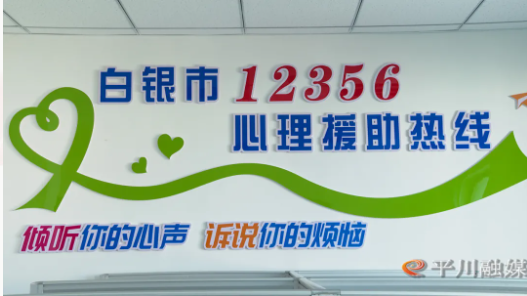 白银市 12356
心理援助热线
倾听你的心声 诉说你的烦恼
平川融媒